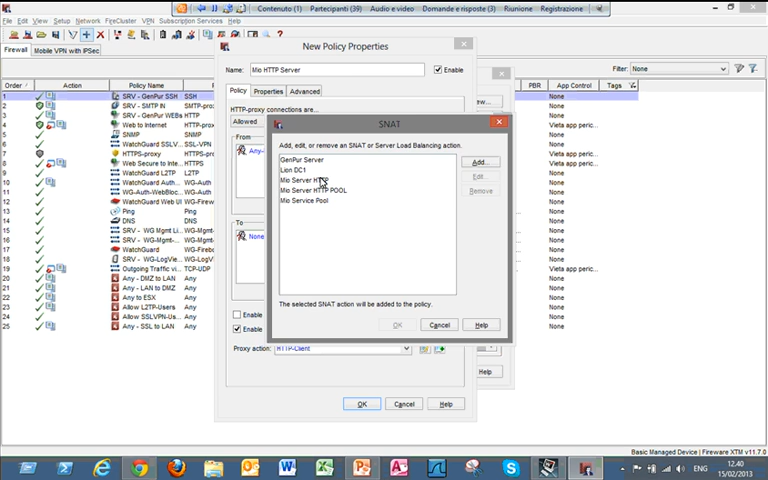 Contenuto (1) Partecipanti (39) Audio e video Domande e risposte (3) Riunione Registrazione
File Edit View Setup Network FireCluster VPN Subscription Services Help
Firewall Mobile VPN with IPSec
Filter: None
Order Action Policy Name PBR App Control Tags
1 SRV - GenPur SSH SSH None
2 SRV - SMTP IN SMTP-pro None
3 SRV - GenPur WEBs HTTP None
4 Web to Internet HTTP-prox Vieta app peric...
5 SNMP SNMP None
6 WatchGuard SSLV... SSL-VPN None
7 HTTPS-proxy HTTPS-pro Vieta app peric...
8 Web Secure to Inte... HTTPS-pro Vieta app peric...
9 WatchGuard L2TP L2TP None
10 WatchGuard Auth... WG-Auth None
11 WG-Auth-WebBloc... WG-Auth- None
12 WatchGuard Web UI WG-Firew None
13 Ping Ping None
14 DNS DNS None
15 SRV - WG Mgmt Li... WG-Mgm None
16 SRV - WG Mgmt ... WG-Mgm None
17 WatchGuard WG-Firebo None
18 SRV - WG-LogVie... WG-LogVi None
19 Outgoing Traffic vi... TCP-UDP Vieta app peric...
20 Any - DMZ to LAN Any None
21 Any - LAN to DMZ Any None
22 Any to ESX Any None
23 Allow L2TP-Users Any None
24 Allow SSLVPN-Us... Any None
25 Any - SSL to LAN Any None
New Policy Properties
Name: Mio HTTP Server Enable
Policy Properties Advanced
HTTP-proxy connections are...
Allowed
From
Any-
To
None
Enable
Enable
Proxy action: HTTP-Client
OK Cancel Help
Help
SNAT
Add, edit, or remove an SNAT or Server Load Balancing action.
GenPur Server
Lion DC1
Mio Server HTTP
Mio Server HTTP POOL
Mio Service Pool
Add...
Edit...
Remove
The selected SNAT action will be added to the policy.
OK Cancel Help
Basic Managed Device Fireware XTM v11.7.0
ENG 12.40
15/02/2013